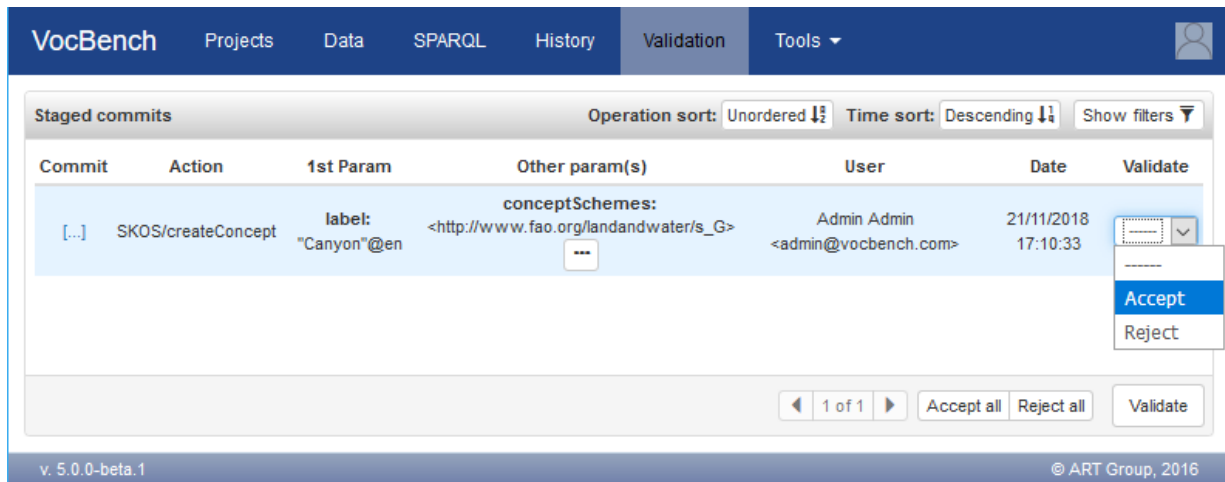 VocBench Projects Data SPARQL History Validation Tools
Staged commits Operation sort: Unordered Time sort: Descending Show filters
Commit Action 1st Param Other param(s) User Date Validate
[...] SKOS/createConcept label: "Canyon"@en conceptSchemes: <http://www.fao.org/landandwater/s_G> --- Admin Admin <admin@vocbench.com> 21/11/2018 17:10:33 ------
------
Accept
Reject
1 of 1 Accept all Reject all Validate
v. 5.0.0-beta.1 © ART Group, 2016